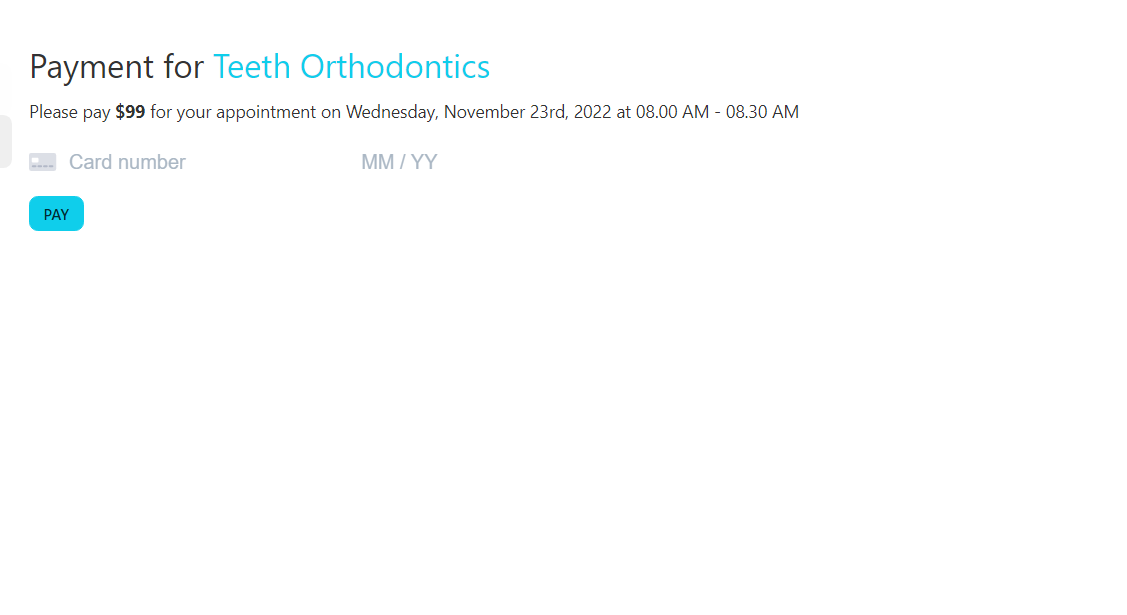 Payment for Teeth Orthodontics
Please pay $99 for your appointment on Wednesday, November 23rd, 2022 at 08.00 AM - 08.30 AM
Card number MM / YY
PAY